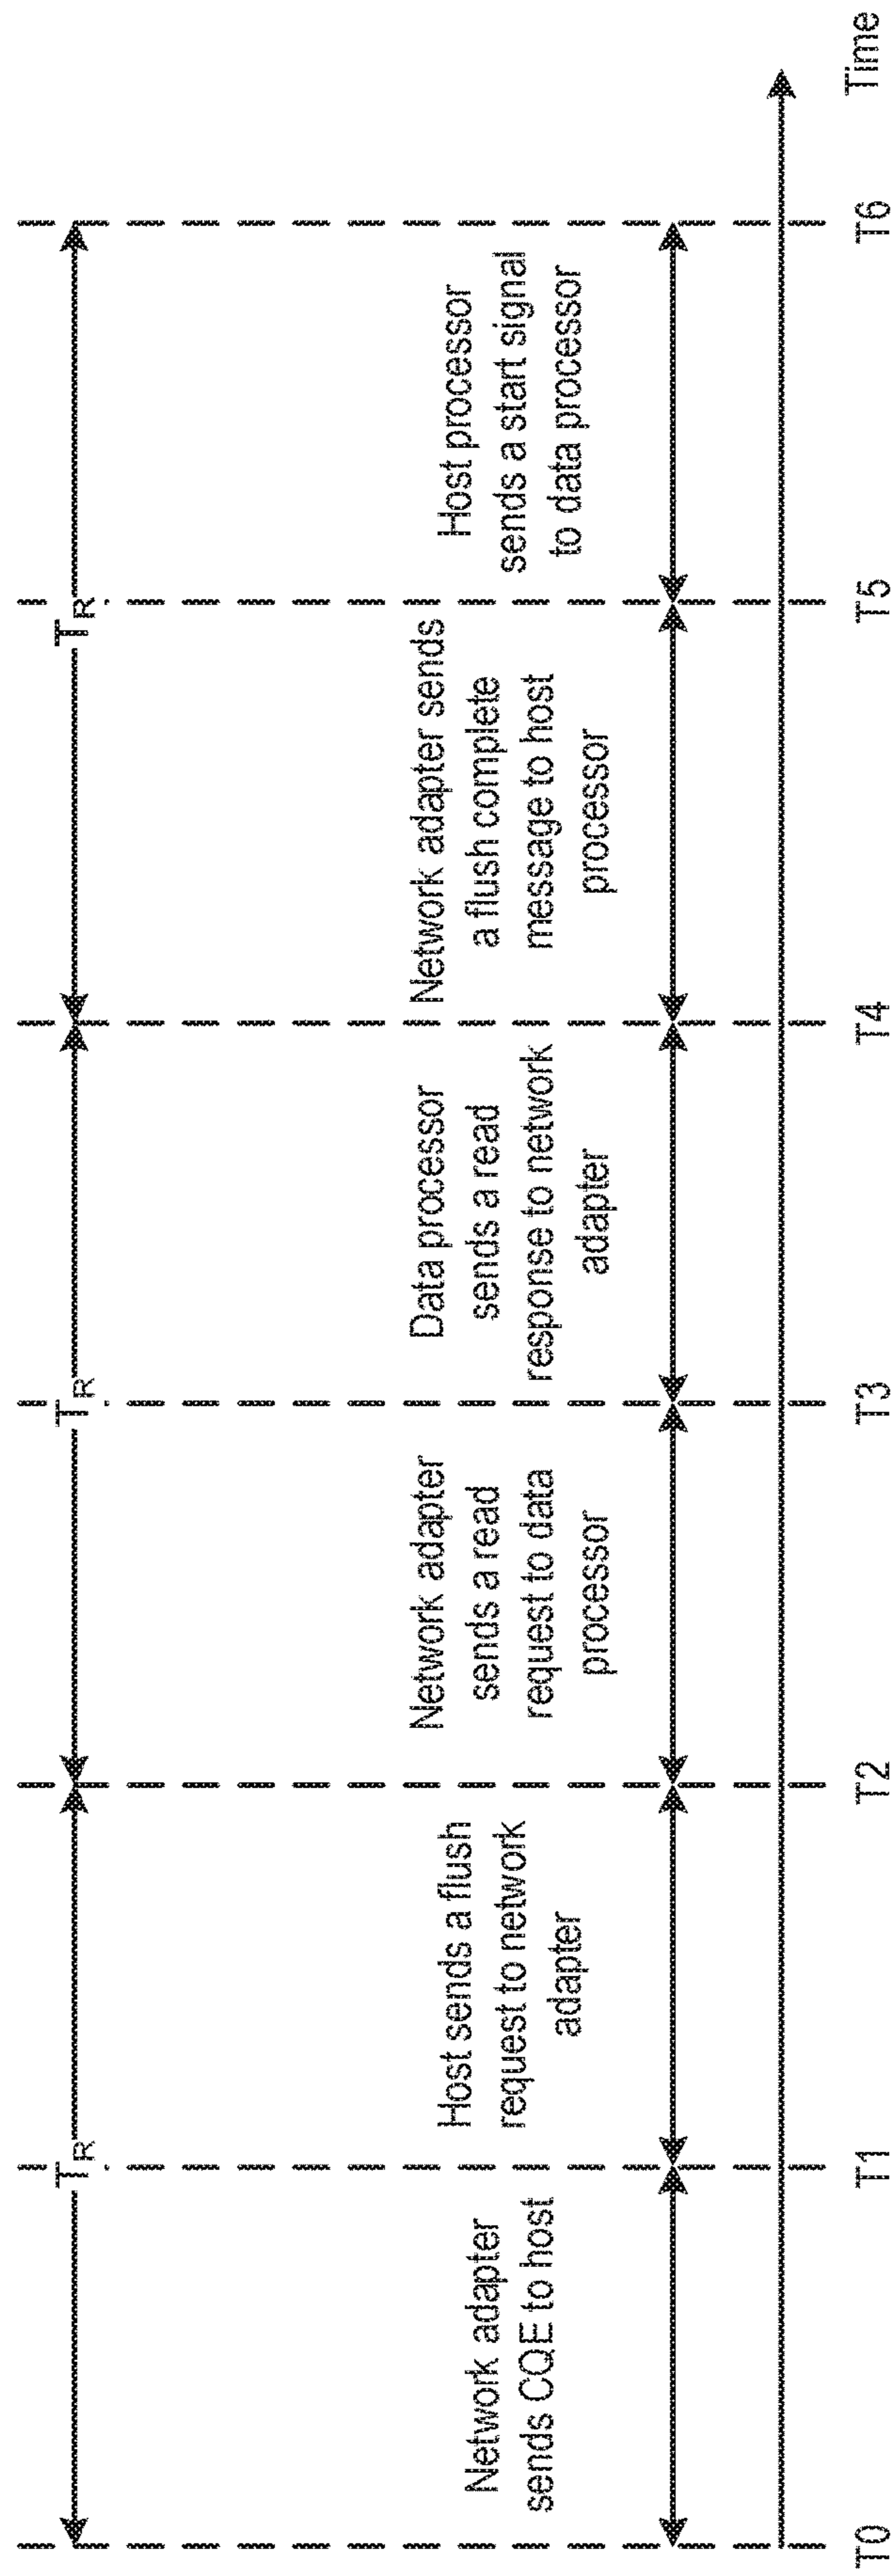 T_R
T_R
T_R
Network adapter
sends CQE to host
Host sends a flush
request to network
adapter
Network adapter
sends a read
request to data
processor
Data processor
sends a read
response to network
adapter
Network adapter sends
a flush complete
message to host
processor
Host processor
sends a start signal
to data processor
T0
T1
T2
T3
T4
T5
T6
Time